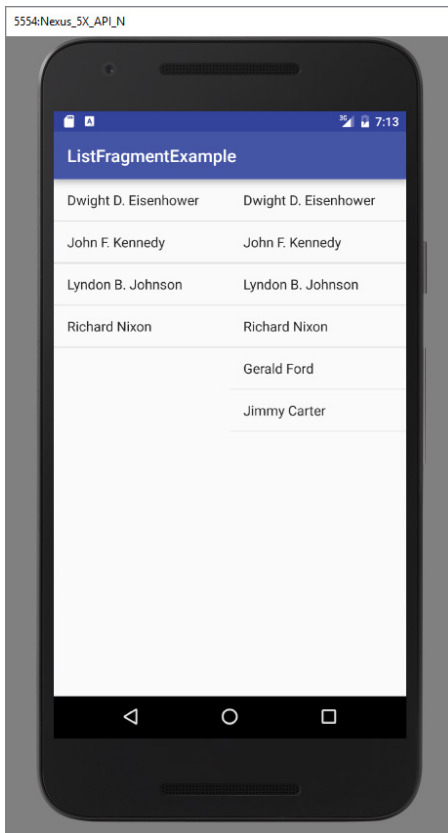 5554:Nexus_5X_API_N
A 3G 7:13
ListFragmentExample
Dwight D. Eisenhower Dwight D. Eisenhower
John F. Kennedy John F. Kennedy
Lyndon B. Johnson Lyndon B. Johnson
Richard Nixon Richard Nixon
Gerald Ford
Jimmy Carter